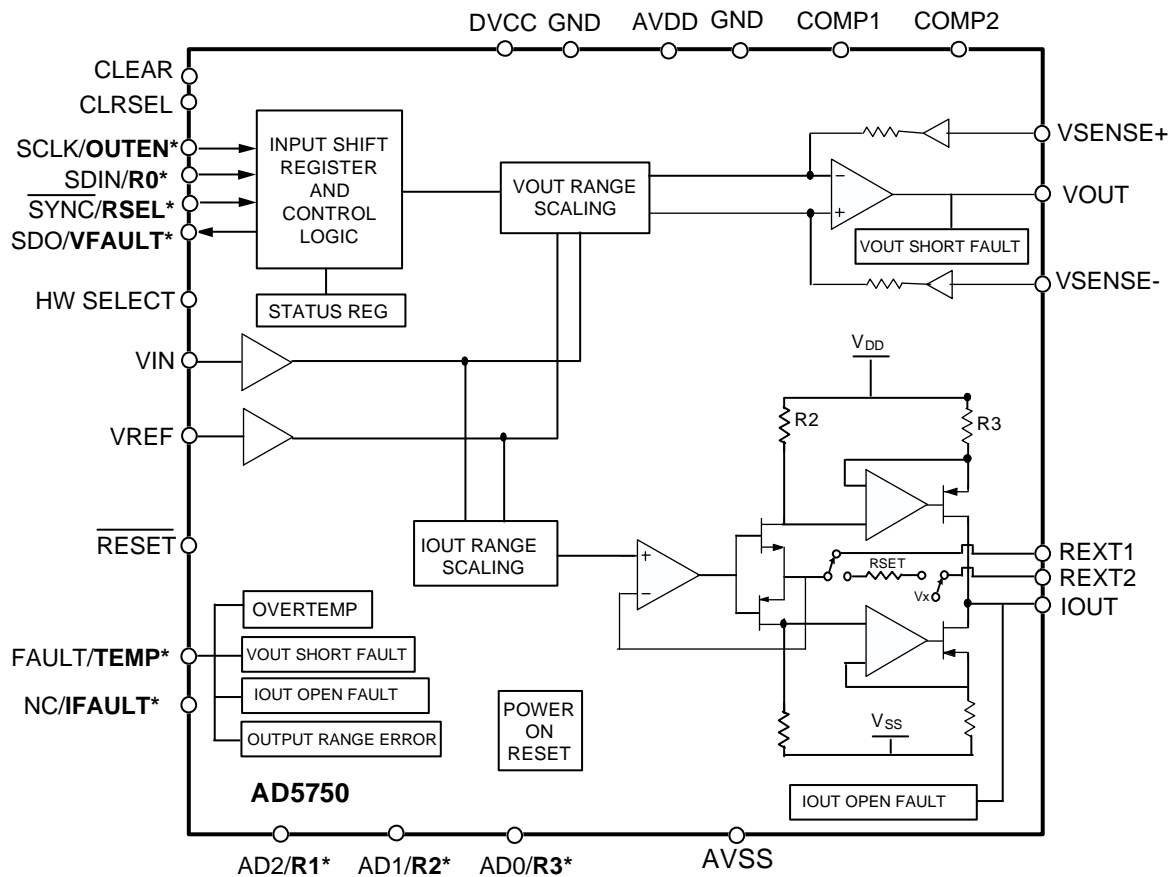 DVCC GND AVDD GND COMP1 COMP2
CLEAR
CLRSEL
SCLK/OUTEN*
SDIN/R0*
SYNC/RSEL*
SDO/VFAULT*
HW SELECT
VIN
VREF
RESET
FAULT/TEMP*
NC/IFAULT*
INPUT SHIFT
REGISTER
AND
CONTROL
LOGIC
STATUS REG
VOUT RANGE
SCALING
VSENSE+
VOUT
VOUT SHORT FAULT
VSENSE-
−
+
VDD
R2
R3
IOUT RANGE
SCALING
+
−
RSET
Vx
REXT1
REXT2
IOUT
VSS
OVERTEMP
VOUT SHORT FAULT
IOUT OPEN FAULT
OUTPUT RANGE ERROR
POWER
ON
RESET
IOUT OPEN FAULT
AD5750
AD2/R1* AD1/R2* AD0/R3* AVSS